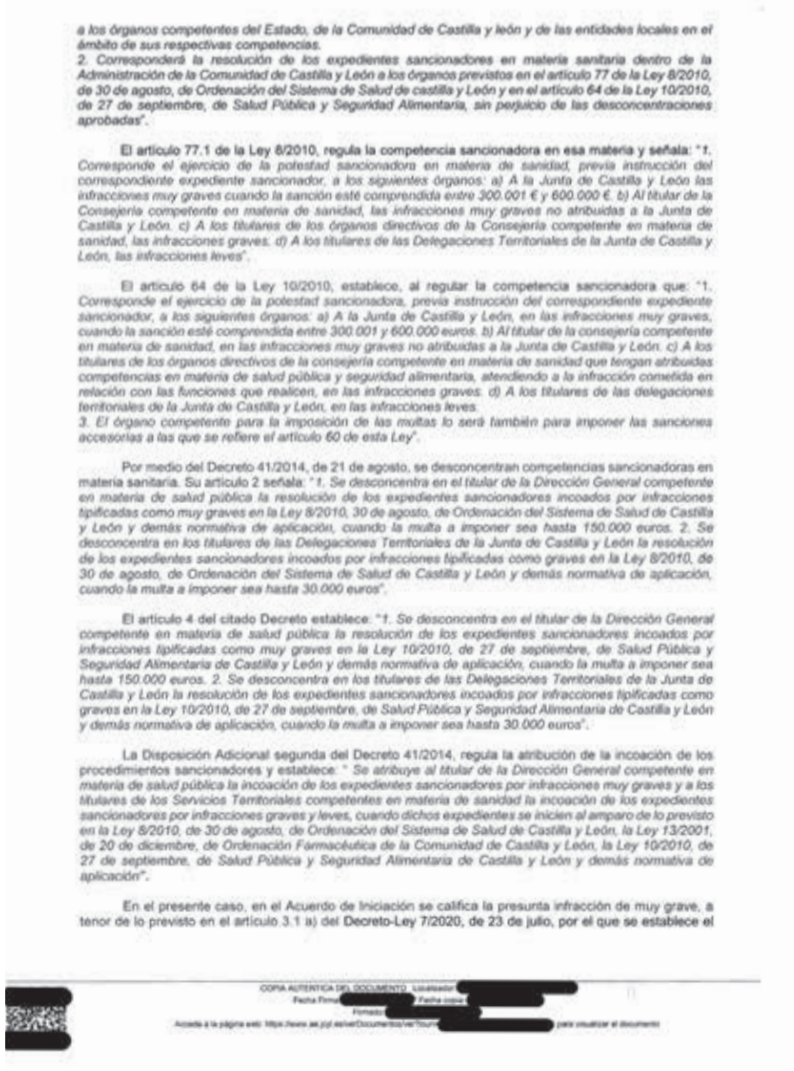 a los órganos competentes del Estado, de la Comunidad de Castilla y león y de las entidades locales en el
ámbito de sus respectivas competencias.
2. Corresponderá la resolución de los expedientes sancionadores en materia sanitaria dentro de la
Administración de la Comunidad de Castilla y León a los órganos previstos en el artículo 77 de la Ley 8/2010,
de 30 de agosto, de Ordenación del Sistema de Salud de castilla y León y en el artículo 64 de la Ley 10/2010,
de 27 de septiembre, de Salud Pública y Seguridad Alimentaria, sin perjuicio de las desconcentraciones
aprobadas".
El artículo 77.1 de la Ley 8/2010, regula la competencia sancionadora en esa materia y señala: "1.
Corresponde el ejercicio de la potestad sancionadora en materia de sanidad, previa instrucción del
correspondiente expediente sancionador, a los siguientes órganos: a) A la Junta de Castilla y León las
infracciones muy graves cuando la sanción esté comprendida entre 300.001 € y 600.000 €. b) Al titular de la
Consejería competente en materia de sanidad, las infracciones muy graves no atribuidas a la Junta de
Castilla y León. c) A los titulares de los órganos directivos de la Consejería competente en materia de
sanidad, las infracciones graves. d) A los titulares de las Delegaciones Territoriales de la Junta de Castilla y
León, las infracciones leves".
El artículo 64 de la Ley 10/2010, establece, al regular la competencia sancionadora que: "1.
Corresponde el ejercicio de la potestad sancionadora, previa instrucción del correspondiente expediente
sancionador, a los siguientes órganos: a) A la Junta de Castilla y León, en las infracciones muy graves,
cuando la sanción esté comprendida entre 300.001 y 600.000 euros. b) Al titular de la consejería competente
en materia de sanidad, en las infracciones muy graves no atribuidas a la Junta de Castilla y León. c) A los
titulares de los órganos directivos de la consejería competente en materia de sanidad que tengan atribuidas
competencias en materia de salud pública y seguridad alimentaria, atendiendo a la infracción cometida en
relación con las funciones que realicen, en las infracciones graves. d) A los titulares de las delegaciones
territoriales de la Junta de Castilla y León, en las infracciones leves.
3. El órgano competente para la imposición de las multas lo será también para imponer las sanciones
accesorias a las que se refiere el artículo 60 de esta Ley".
Por medio del Decreto 41/2014, de 21 de agosto, se desconcentran competencias sancionadoras en
materia sanitaria. Su artículo 2 señala: "1. Se desconcentra en el titular de la Dirección General competente
en materia de salud pública la resolución de los expedientes sancionadores incoados por infracciones
tipificadas como muy graves en la Ley 8/2010, 30 de agosto, de Ordenación del Sistema de Salud de Castilla
y León y demás normativa de aplicación, cuando la multa a imponer sea hasta 150.000 euros. 2. Se
desconcentra en los titulares de las Delegaciones Territoriales de la Junta de Castilla y León la resolución
de los expedientes sancionadores incoados por infracciones tipificadas como graves en la Ley 8/2010, de
30 de agosto, de Ordenación del Sistema de Salud de Castilla y León y demás normativa de aplicación,
cuando la multa a imponer sea hasta 30.000 euros".
El artículo 4 del citado Decreto establece: "1. Se desconcentra en el titular de la Dirección General
competente en materia de salud pública la resolución de los expedientes sancionadores incoados por
infracciones tipificadas como muy graves en la Ley 10/2010, de 27 de septiembre, de Salud Pública y
Seguridad Alimentaria de Castilla y León y demás normativa de aplicación, cuando la multa a imponer sea
hasta 150.000 euros. 2. Se desconcentra en los titulares de las Delegaciones Territoriales de la Junta de
Castilla y León la resolución de los expedientes sancionadores incoados por infracciones tipificadas como
graves en la Ley 10/2010, de 27 de septiembre, de Salud Pública y Seguridad Alimentaria de Castilla y León
y demás normativa de aplicación, cuando la multa a imponer sea hasta 30.000 euros".
La Disposición Adicional segunda del Decreto 41/2014, regula la atribución de la incoación de los
procedimientos sancionadores y establece: " Se atribuye al titular de la Dirección General competente en
materia de salud pública la incoación de los expedientes sancionadores por infracciones muy graves y a los
titulares de los Servicios Territoriales competentes en materia de sanidad la incoación de los expedientes
sancionadores por infracciones graves y leves, cuando dichos expedientes se inicien al amparo de lo previsto
en la Ley 8/2010, de 30 de agosto, de Ordenación del Sistema de Salud de Castilla y León, la Ley 13/2001,
de 20 de diciembre, de Ordenación Farmacéutica de la Comunidad de Castilla y León, la Ley 10/2010, de
27 de septiembre, de Salud Pública y Seguridad Alimentaria de Castilla y León y demás normativa de
aplicación".
En el presente caso, en el Acuerdo de Iniciación se califica la presunta infracción de muy grave, a
tenor de lo previsto en el artículo 3.1 a) del Decreto-Ley 7/2020, de 23 de julio, por el que se establece el
COPIA AUTENTICA DEL DOCUMENTO Localizador:
Fecha Firma: Fecha copia:
Firmado:
Acceda a la página web: para visualizar el documento